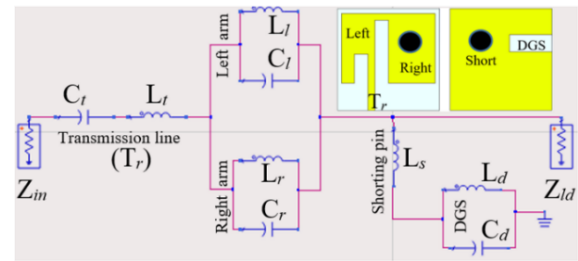 Left arm
L_l
C_l
Left
Right
T_r
Short
DGS
C_t
L_t
Transmission line
(T_r)
Z_in
Right arm
L_r
C_r
Shorting pin
L_s
DGS
L_d
C_d
Z_ld